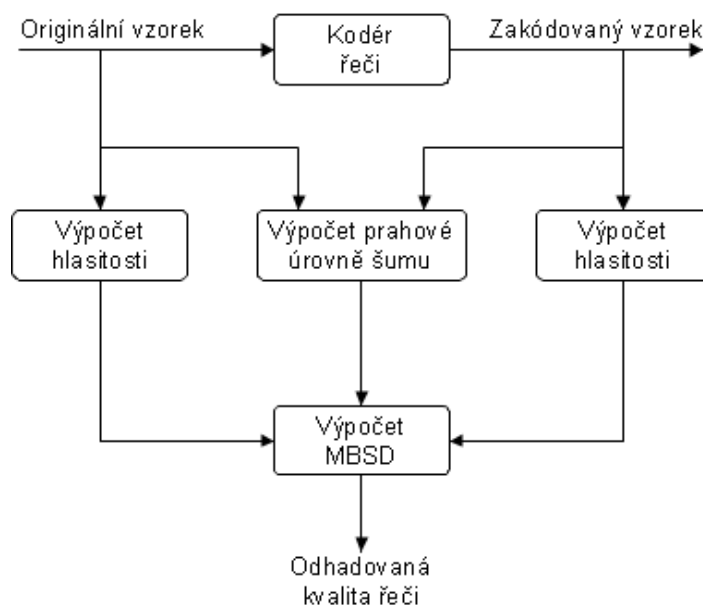 Originální vzorek
Kodér
řeči
Zakódovaný vzorek
Výpočet
hlasitosti
Výpočet prahové
úrovně šumu
Výpočet
hlasitosti
Výpočet
MBSD
Odhadovaná
kvalita řeči